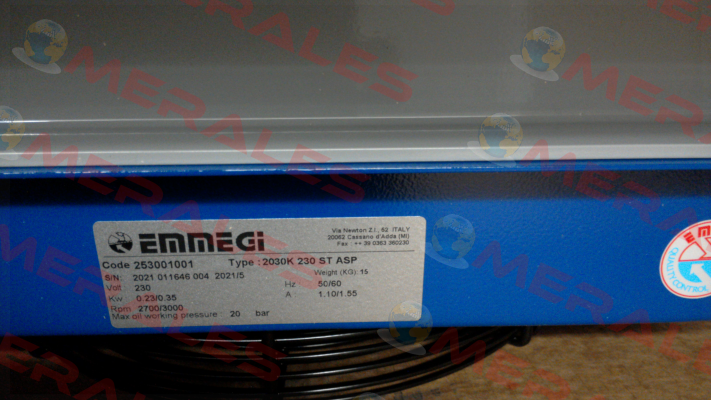 EMMEGI
Via Newton Z.I., 62 ITALY
20062 Cassano d'Adda (MI)
Fax : ++ 39 0363 360230
Code 253001001 Type : 2030K 230 ST ASP
S/N: 2021 011646 004 2021/5 Weight (KG): 15
Volt 230 Hz 50/60
Kw 0.23/0.35 A 1.10/1.55
Rpm 2700/3000
Max oil working pressure 20 bar
QUALITY CONTROL
MERALES